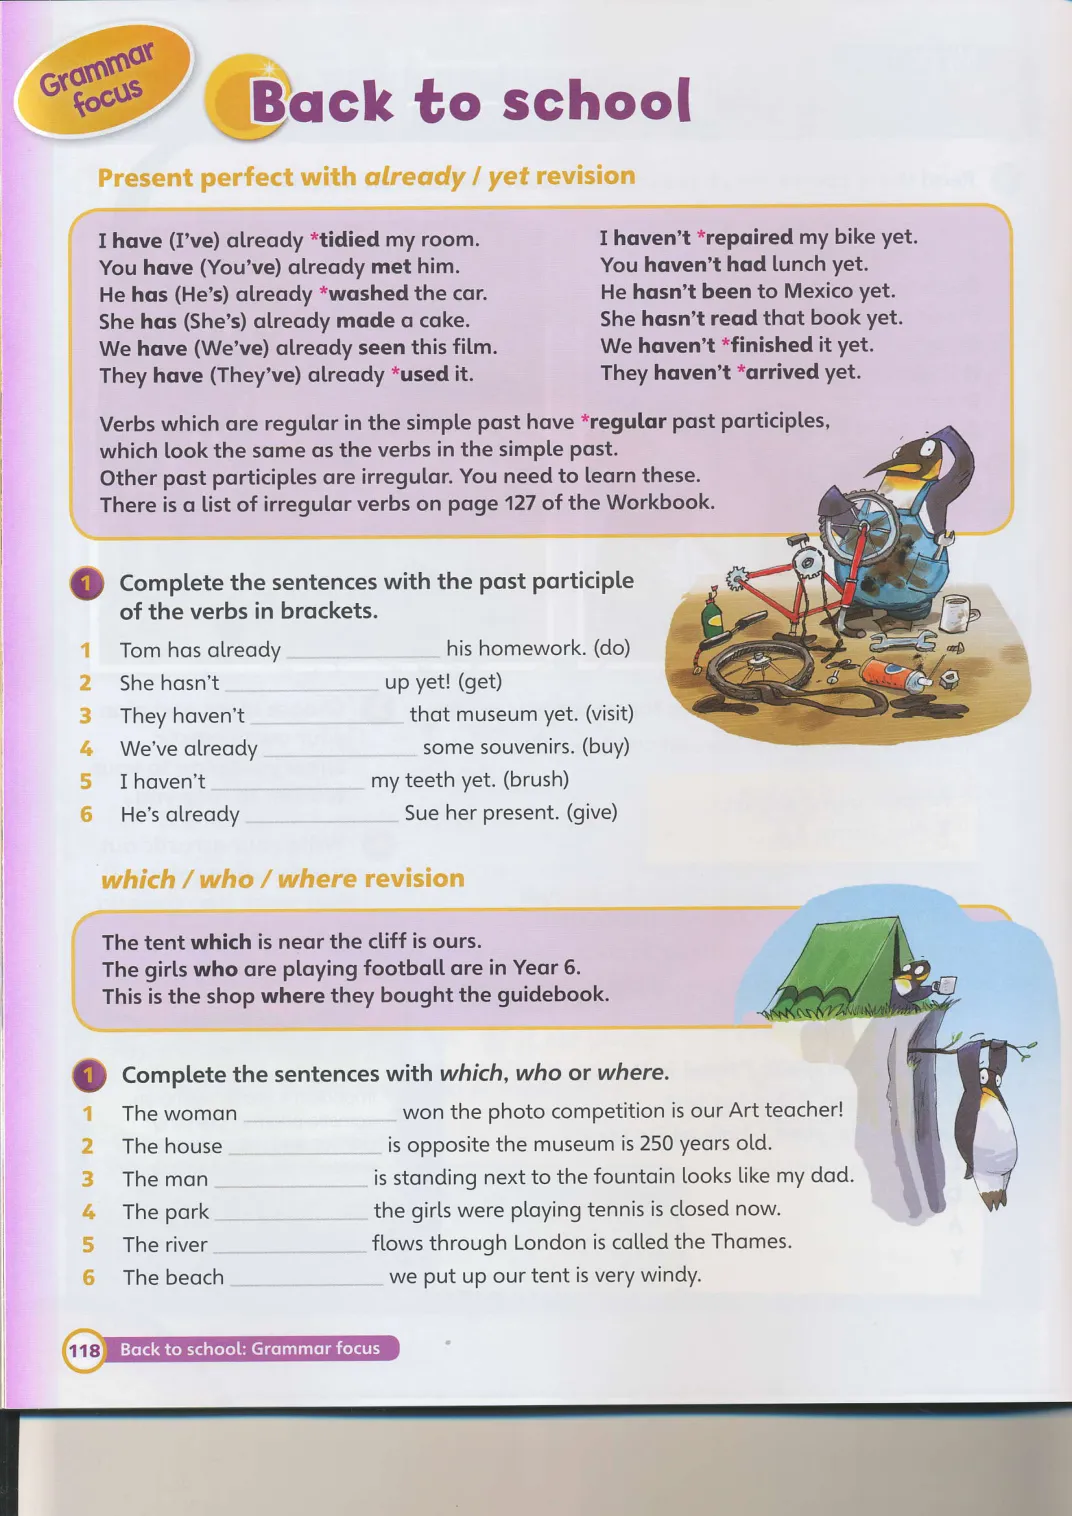 Grammar
focus
Back to school
Present perfect with already / yet revision
I have (I've) already *tidied my room.
You have (You've) already met him.
He has (He's) already *washed the car.
She has (She's) already made a cake.
We have (We've) already seen this film.
They have (They've) already *used it.
I haven't *repaired my bike yet.
You haven't had lunch yet.
He hasn't been to Mexico yet.
She hasn't read that book yet.
We haven't *finished it yet.
They haven't *arrived yet.
Verbs which are regular in the simple past have *regular past participles,
which look the same as the verbs in the simple past.
Other past participles are irregular. You need to learn these.
There is a list of irregular verbs on page 127 of the Workbook.
1 Complete the sentences with the past participle
of the verbs in brackets.
1 Tom has already ____________ his homework. (do)
2 She hasn't ____________ up yet! (get)
3 They haven't ____________ that museum yet. (visit)
4 We've already ____________ some souvenirs. (buy)
5 I haven't ____________ my teeth yet. (brush)
6 He's already ____________ Sue her present. (give)
which / who / where revision
The tent which is near the cliff is ours.
The girls who are playing football are in Year 6.
This is the shop where they bought the guidebook.
1 Complete the sentences with which, who or where.
1 The woman ____________ won the photo competition is our Art teacher!
2 The house ____________ is opposite the museum is 250 years old.
3 The man ____________ is standing next to the fountain looks like my dad.
4 The park ____________ the girls were playing tennis is closed now.
5 The river ____________ flows through London is called the Thames.
6 The beach ____________ we put up our tent is very windy.
118 Back to school: Grammar focus